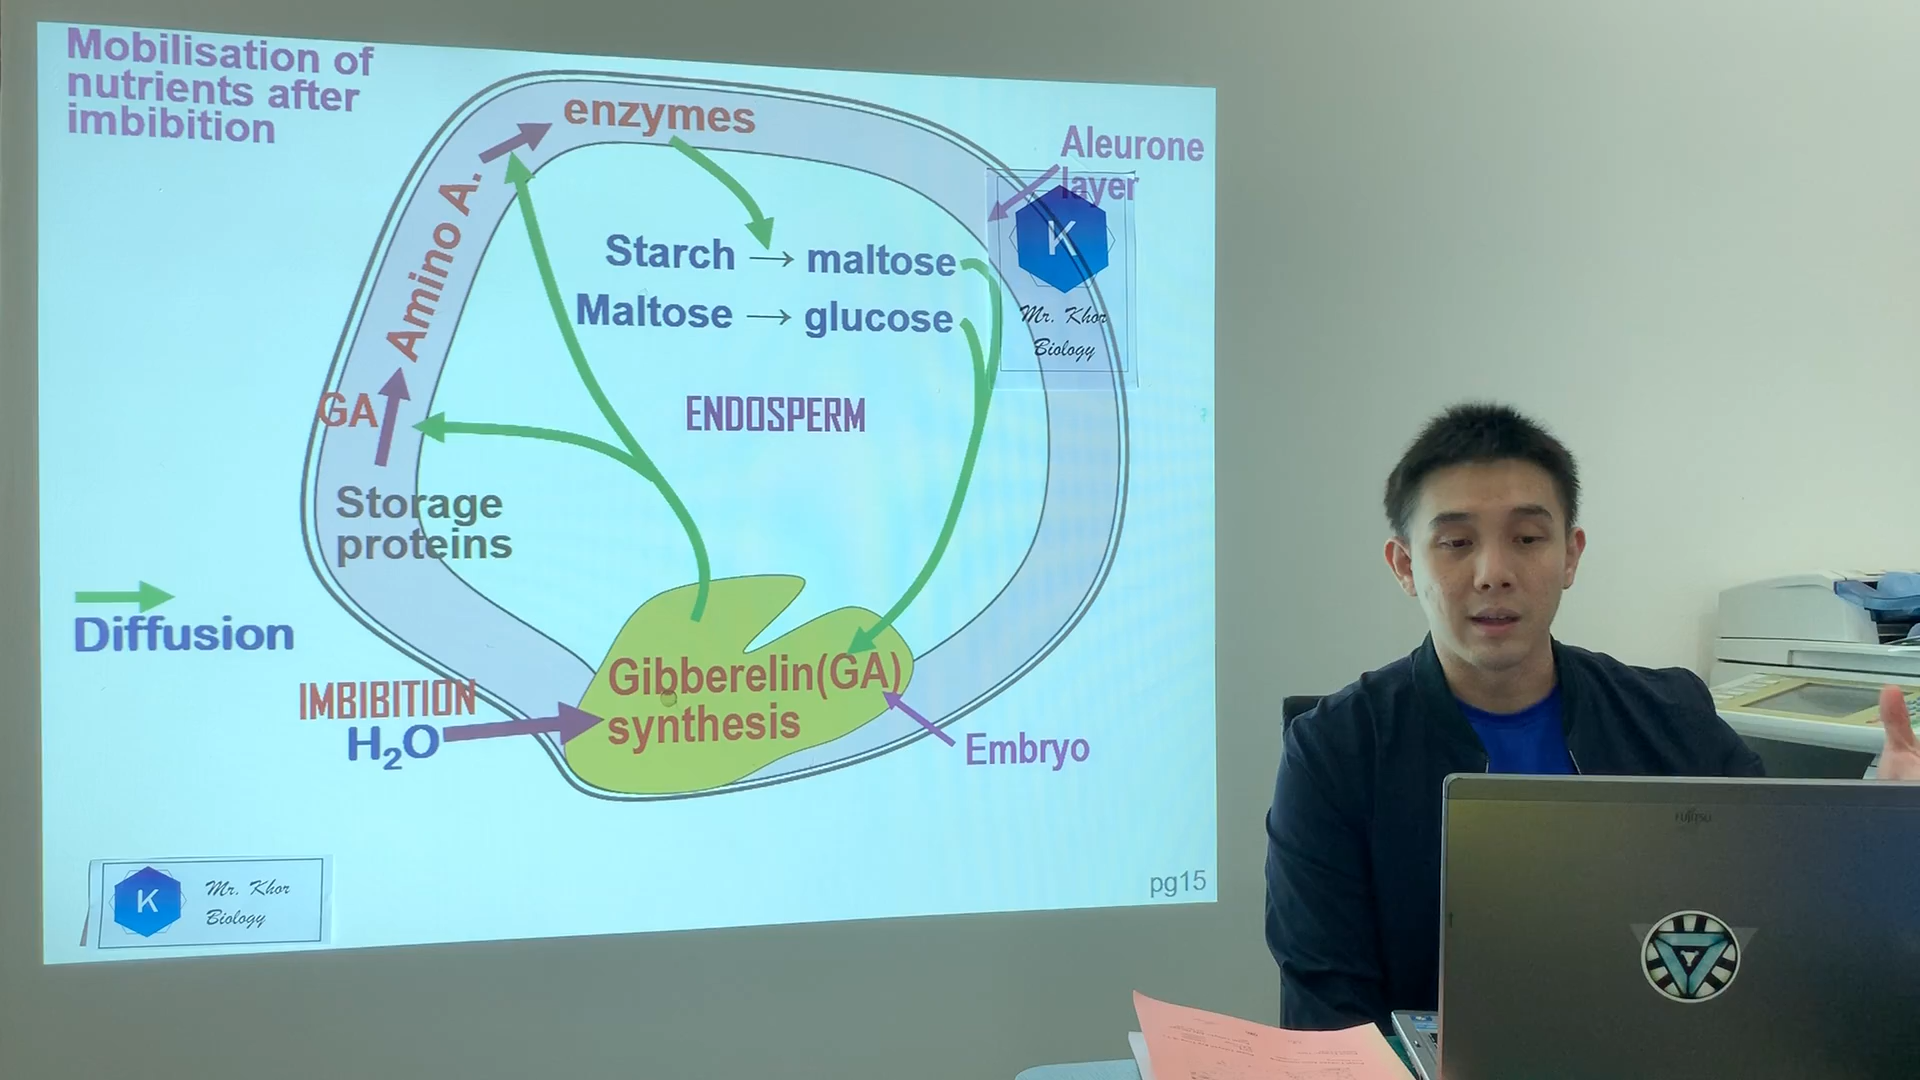 Mobilisation of
nutrients after
imbibition
enzymes
Aleurone
layer
Amino A.
Starch → maltose
Maltose → glucose
GA
ENDOSPERM
Storage
proteins
Diffusion
IMBIBITION
H₂O
Gibberelin(GA)
synthesis
Embryo
K
Mr. Khor
Biology
K
Mr. Khor
Biology
pg15
FUJITSU